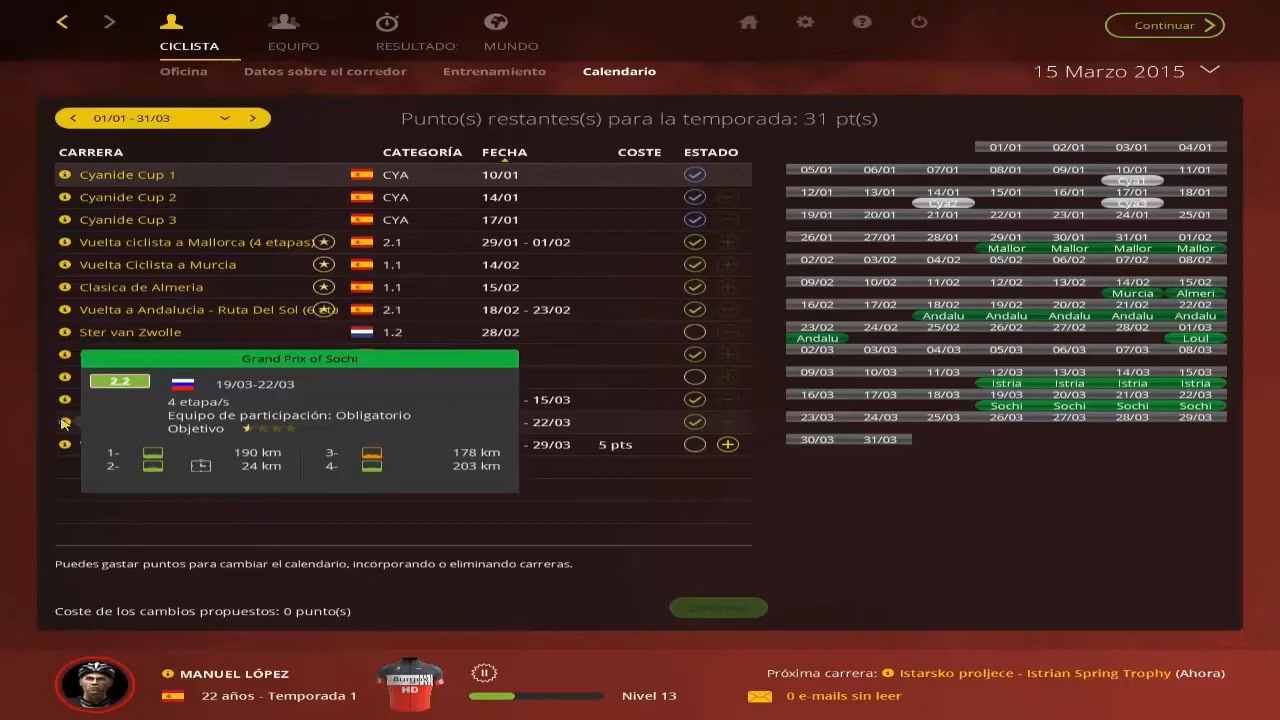 CICLISTA EQUIPO RESULTADO: MUNDO Continuar
Oficina Datos sobre el corredor Entrenamiento Calendario 15 Marzo 2015
01/01 - 31/03 Punto(s) restantes(s) para la temporada: 31 pt(s)
CARRERA CATEGORÍA FECHA COSTE ESTADO
Cyanide Cup 1 CYA 10/01
Cyanide Cup 2 CYA 14/01
Cyanide Cup 3 CYA 17/01
Vuelta ciclista a Mallorca (4 etapas) 2.1 29/01 - 01/02
Vuelta Ciclista a Murcia 1.1 14/02
Clasica de Almeria 1.1 15/02
Vuelta a Andalucia - Ruta Del Sol 2.1 18/02 - 23/02
Ster van Zwolle 1.2 28/02
- 15/03
- 22/03
- 29/03 5 pts
Grand Prix of Sochi
2.2 19/03-22/03
4 etapa/s
Equipo de participación: Obligatorio
Objetivo
1- 190 km 3- 178 km
2- 24 km 4- 203 km
01/01 02/01 03/01 04/01
05/01 06/01 07/01 08/01 09/01 10/01 11/01
Cya1
12/01 13/01 14/01 15/01 16/01 17/01 18/01
Cya2 Cya3
19/01 20/01 21/01 22/01 23/01 24/01 25/01
26/01 27/01 28/01 29/01 30/01 31/01 01/02
Mallor Mallor Mallor Mallor
02/02 03/02 04/02 05/02 06/02 07/02 08/02
09/02 10/02 11/02 12/02 13/02 14/02 15/02
Murcia Almeri
16/02 17/02 18/02 19/02 20/02 21/02 22/02
Andalu Andalu Andalu Andalu Andalu
23/02 24/02 25/02 26/02 27/02 28/02 01/03
Andalu Loul
02/03 03/03 04/03 05/03 06/03 07/03 08/03
09/03 10/03 11/03 12/03 13/03 14/03 15/03
Istria Istria Istria Istria
16/03 17/03 18/03 19/03 20/03 21/03 22/03
Sochi Sochi Sochi Sochi
23/03 24/03 25/03 26/03 27/03 28/03 29/03
30/03 31/03
Puedes gastar puntos para cambiar el calendario, incorporando o eliminando carreras.
Coste de los cambios propuestos: 0 punto(s)
MANUEL LÓPEZ
22 años - Temporada 1
HD
Nivel 13
Próxima carrera: Istarsko proljece - Istrian Spring Trophy (Ahora)
0 e-mails sin leer